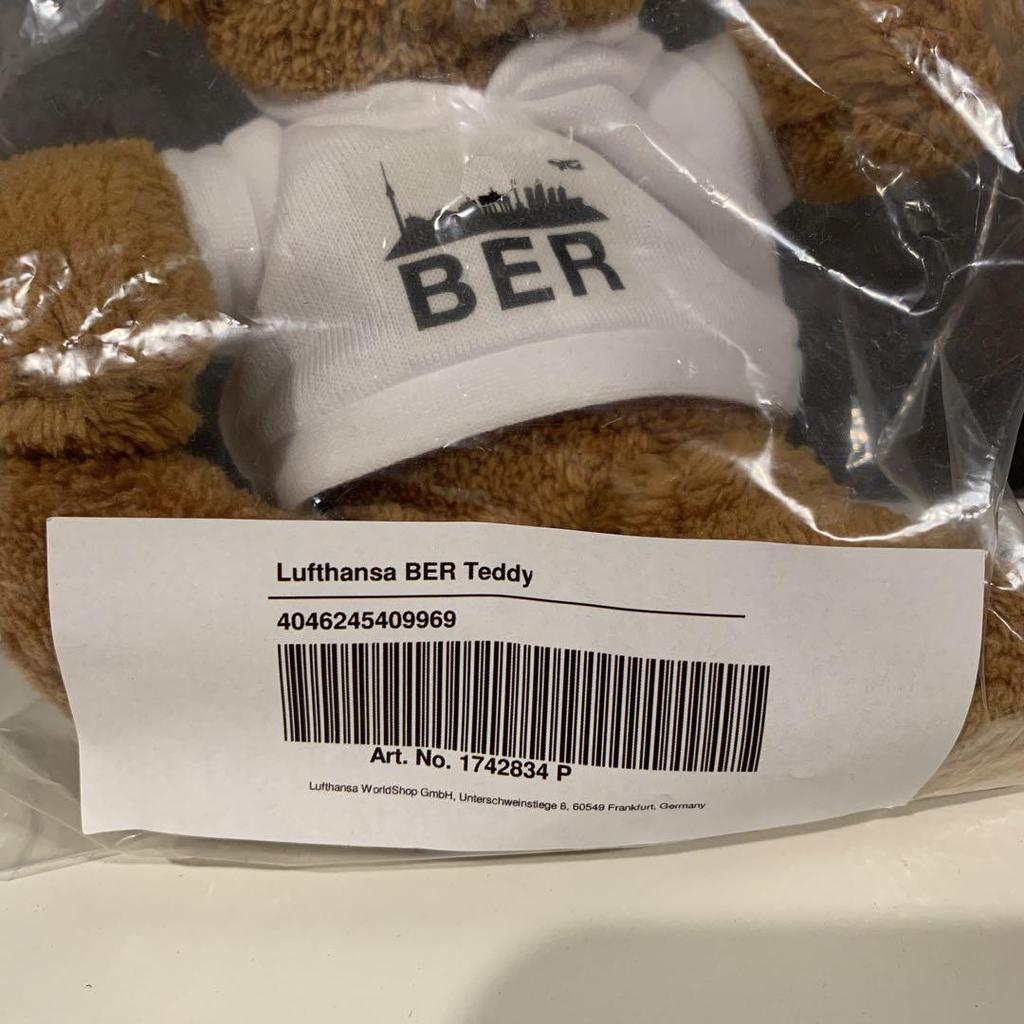 BER
Lufthansa BER Teddy
4046245409969
Art. No. 1742834 P
Lufthansa WorldShop GmbH, Unterschweinstiege 8, 60549 Frankfurt, Germany